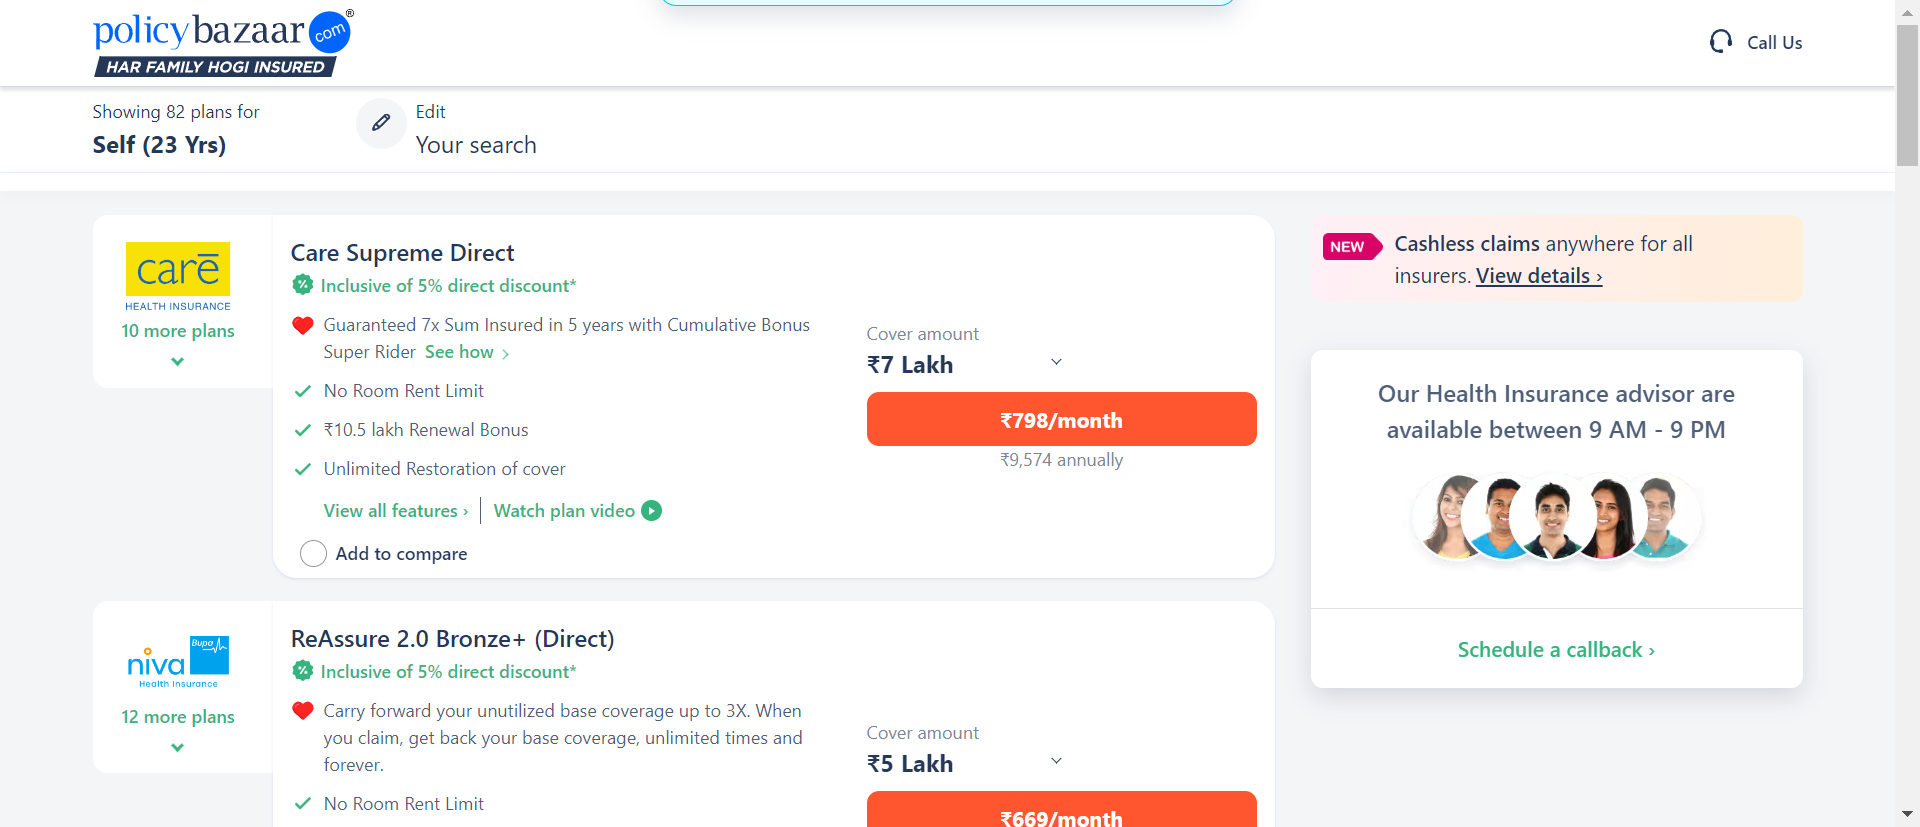 policybazaar.com®
HAR FAMILY HOGI INSURED
Call Us
Showing 82 plans for
Self (23 Yrs)
Edit
Your search
carē
HEALTH INSURANCE
10 more plans
Care Supreme Direct
Inclusive of 5% direct discount*
Guaranteed 7x Sum Insured in 5 years with Cumulative Bonus
Super Rider See how ›
No Room Rent Limit
₹10.5 lakh Renewal Bonus
Unlimited Restoration of cover
View all features ›
Watch plan video
Add to compare
Cover amount
₹7 Lakh
₹798/month
₹9,574 annually
NEW
Cashless claims anywhere for all
insurers. View details ›
Our Health Insurance advisor are
available between 9 AM - 9 PM
Schedule a callback ›
niva Bupa
Health Insurance
12 more plans
ReAssure 2.0 Bronze+ (Direct)
Inclusive of 5% direct discount*
Carry forward your unutilized base coverage up to 3X. When
you claim, get back your base coverage, unlimited times and
forever.
No Room Rent Limit
Cover amount
₹5 Lakh
₹669/month